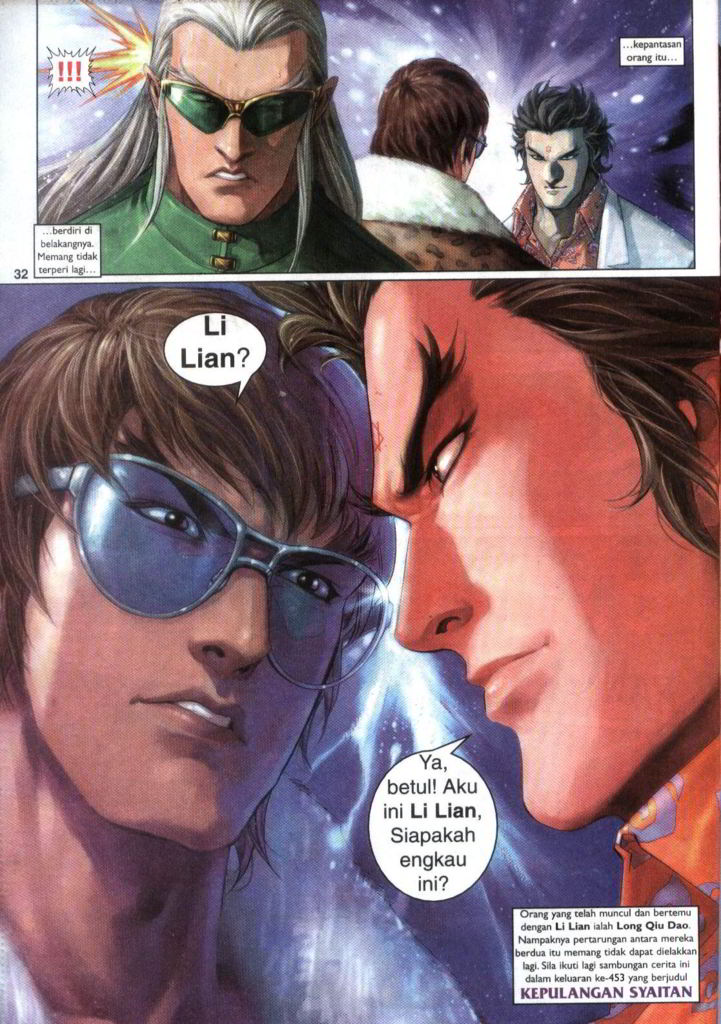 !!!
...kepantasan
orang itu...
...berdiri di
belakangnya.
Memang tidak
terperi lagi...
32
Li
Lian?
Ya,
betul! Aku
ini Li Lian,
Siapakah
engkau
ini?
Orang yang telah muncul dan bertemu
dengan Li Lian ialah Long Qiu Dao.
Nampaknya pertarungan antara mereka
berdua itu memang tidak dapat dielakkan
lagi. Sila ikuti lagi sambungan cerita ini
dalam keluaran ke-453 yang berjudul
KEPULANGAN SYAITAN